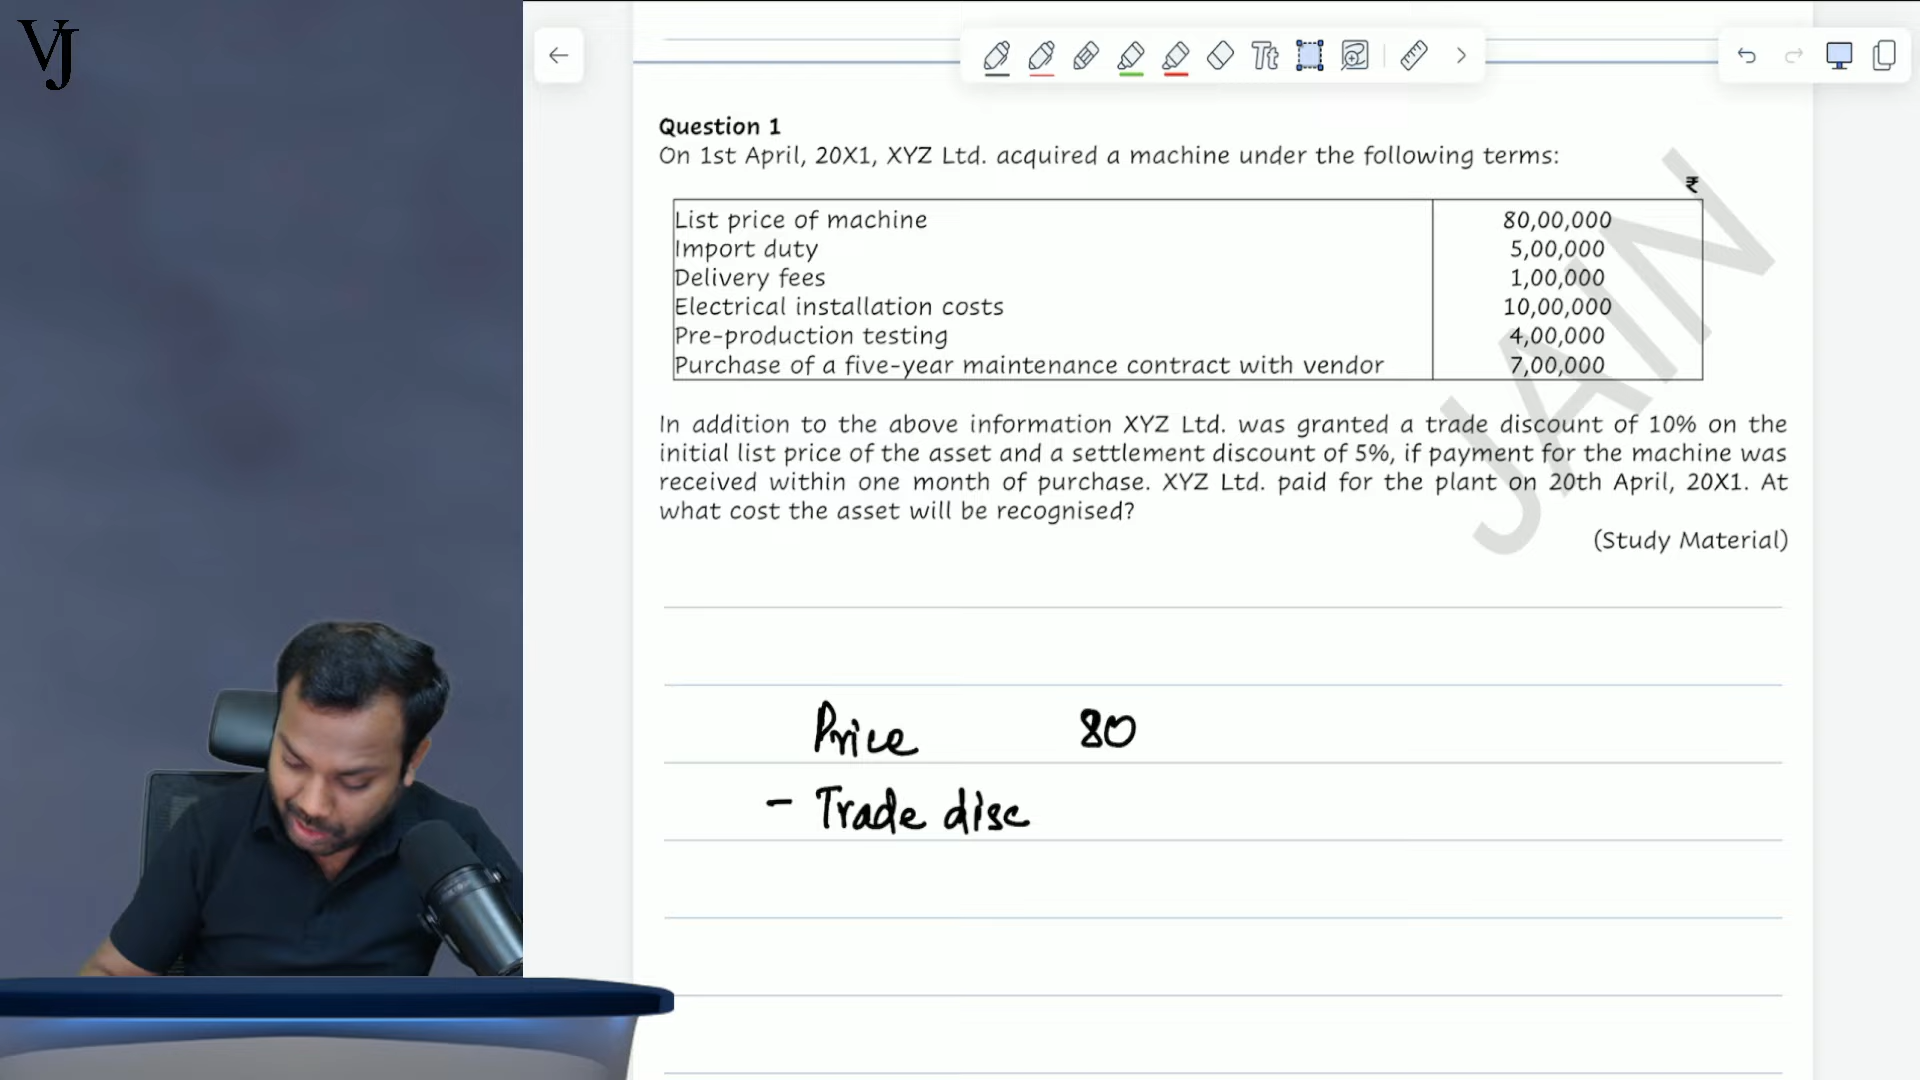 VJ
Tt
Question 1
On 1st April, 20X1, XYZ Ltd. acquired a machine under the following terms:
₹
List price of machine 80,00,000
Import duty 5,00,000
Delivery fees 1,00,000
Electrical installation costs 10,00,000
Pre-production testing 4,00,000
Purchase of a five-year maintenance contract with vendor 7,00,000
In addition to the above information XYZ Ltd. was granted a trade discount of 10% on the
initial list price of the asset and a settlement discount of 5%, if payment for the machine was
received within one month of purchase. XYZ Ltd. paid for the plant on 20th April, 20X1. At
what cost the asset will be recognised?
(Study Material)
JAIN
Price 80
- Trade disc